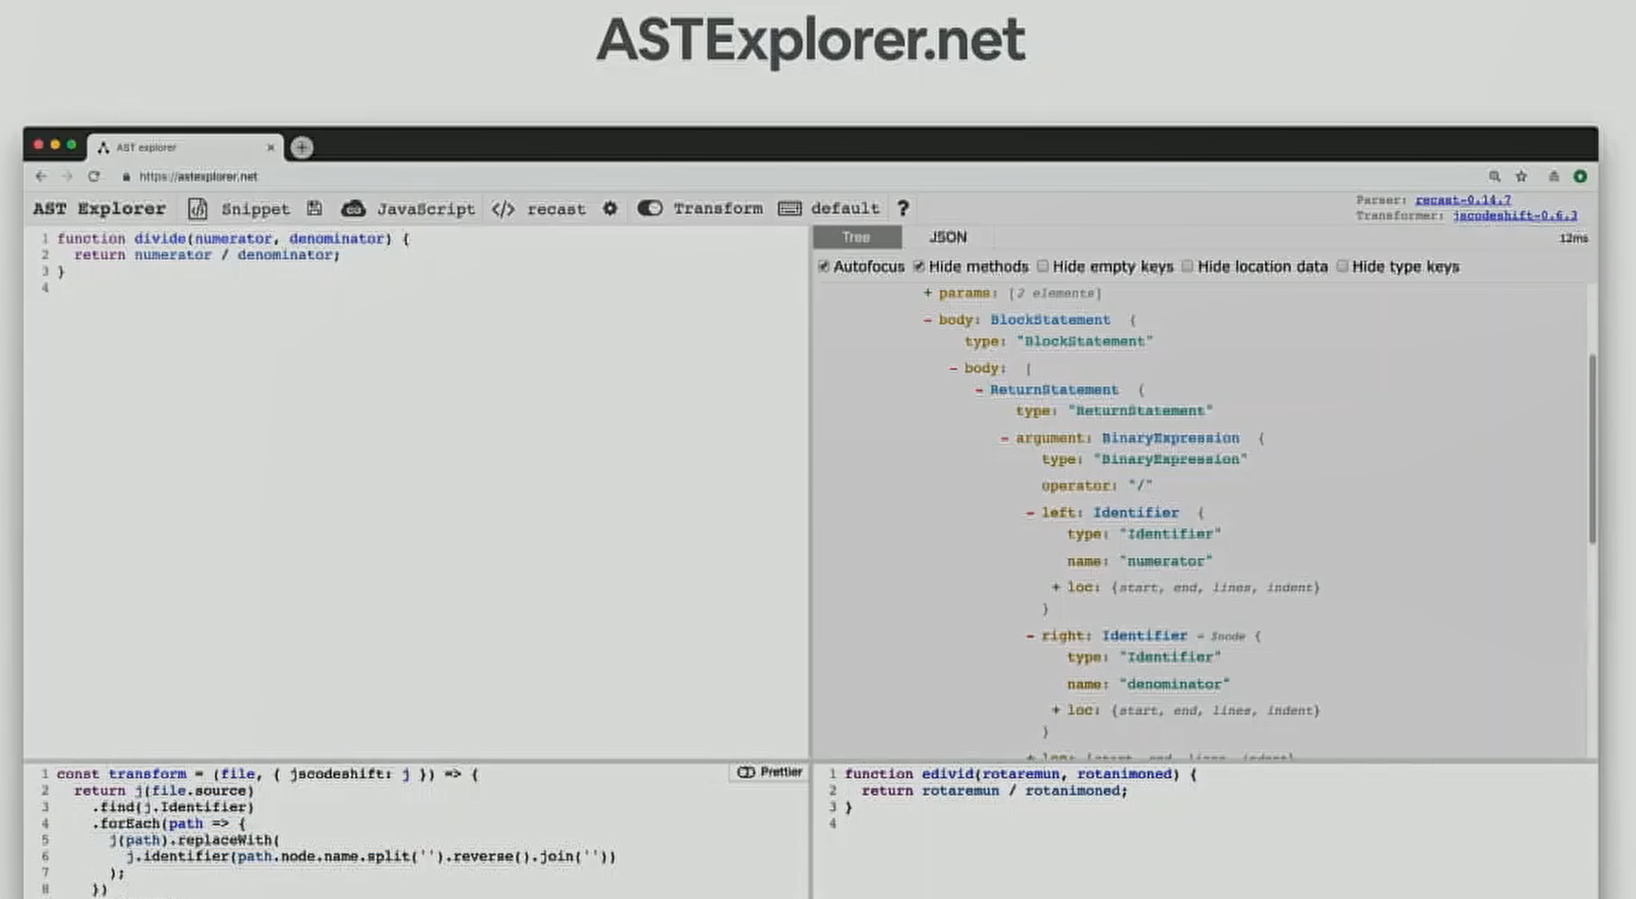 ASTExplorer.net
AST explorer
https://astexplorer.net
AST Explorer Snippet JavaScript </> recast Transform default ?
Parser: recast-0.14.7
Transformer: jscodeshift-0.6.3
1 function divide(numerator, denominator) {
2 return numerator / denominator;
3 }
4
Tree JSON 12ms
Autofocus Hide methods Hide empty keys Hide location data Hide type keys
+ params: [2 elements]
- body: BlockStatement {
type: "BlockStatement"
- body: [
- ReturnStatement {
type: "ReturnStatement"
- argument: BinaryExpression {
type: "BinaryExpression"
operator: "/"
- left: Identifier {
type: "Identifier"
name: "numerator"
+ loc: {start, end, lines, indent}
}
- right: Identifier = $node {
type: "Identifier"
name: "denominator"
+ loc: {start, end, lines, indent}
}
+ loc: {start, end, lines, indent}
Prettier
1 const transform = (file, { jscodeshift: j }) => {
2 return j(file.source)
3 .find(j.Identifier)
4 .forEach(path => {
5 j(path).replaceWith(
6 j.identifier(path.node.name.split('').reverse().join(''))
7 );
8 })
1 function edivid(rotaremun, rotanimoned) {
2 return rotaremun / rotanimoned;
3 }
4